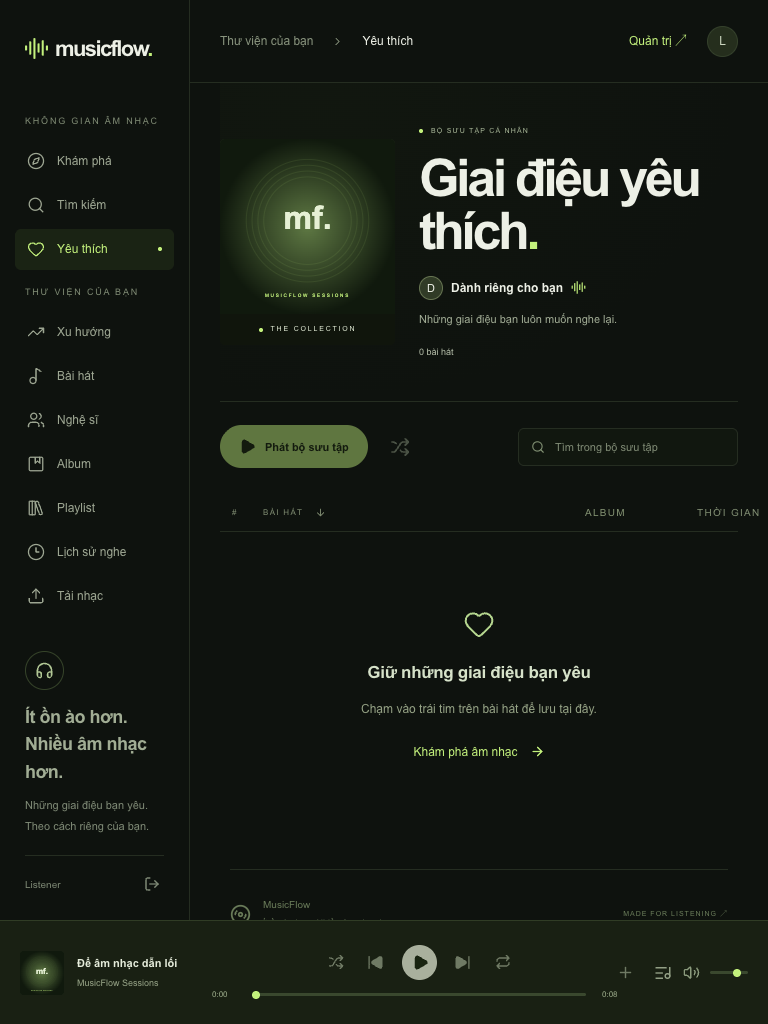 musicflow.
Thư viện của bạn
Yêu thích
Quản trị
L
KHÔNG GIAN ÂM NHẠC
Khám phá
Tìm kiếm
Yêu thích
THƯ VIỆN CỦA BẠN
Xu hướng
Bài hát
Nghệ sĩ
Album
Playlist
Lịch sử nghe
Tải nhạc
Ít ồn ào hơn.
Nhiều âm nhạc
hơn.
Những giai điệu bạn yêu.
Theo cách riêng của bạn.
Listener
mf.
MUSICFLOW SESSIONS
THE COLLECTION
BỘ SƯU TẬP CÁ NHÂN
Giai điệu yêu
thích.
D Dành riêng cho bạn
Những giai điệu bạn luôn muốn nghe lại.
0 bài hát
Phát bộ sưu tập
Tìm trong bộ sưu tập
# BÀI HÁT ALBUM THỜI GIAN
Giữ những giai điệu bạn yêu
Chạm vào trái tim trên bài hát để lưu tại đây.
Khám phá âm nhạc
MusicFlow
MADE FOR LISTENING
mf.
Để âm nhạc dẫn lối
MusicFlow Sessions
0:00
0:08